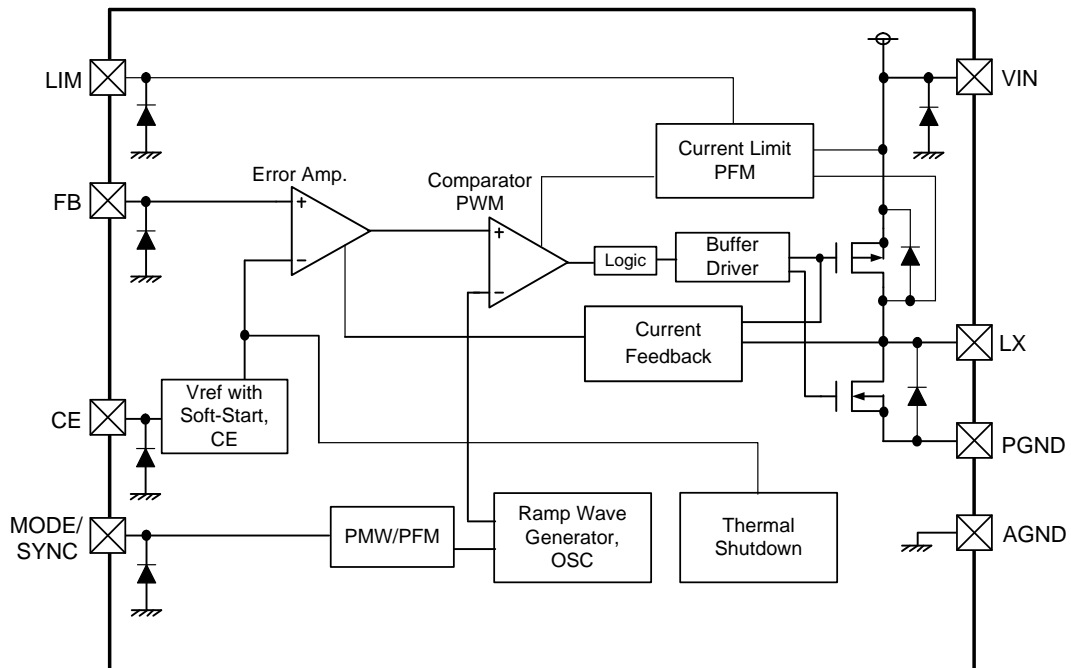 LIM
VIN
Current Limit
PFM
Error Amp.
Comparator
PWM
FB
+
−
+
−
Logic
Buffer
Driver
Current
Feedback
LX
Vref with
Soft-Start,
CE
CE
PGND
MODE/
SYNC
PMW/PFM
Ramp Wave
Generator,
OSC
Thermal
Shutdown
AGND